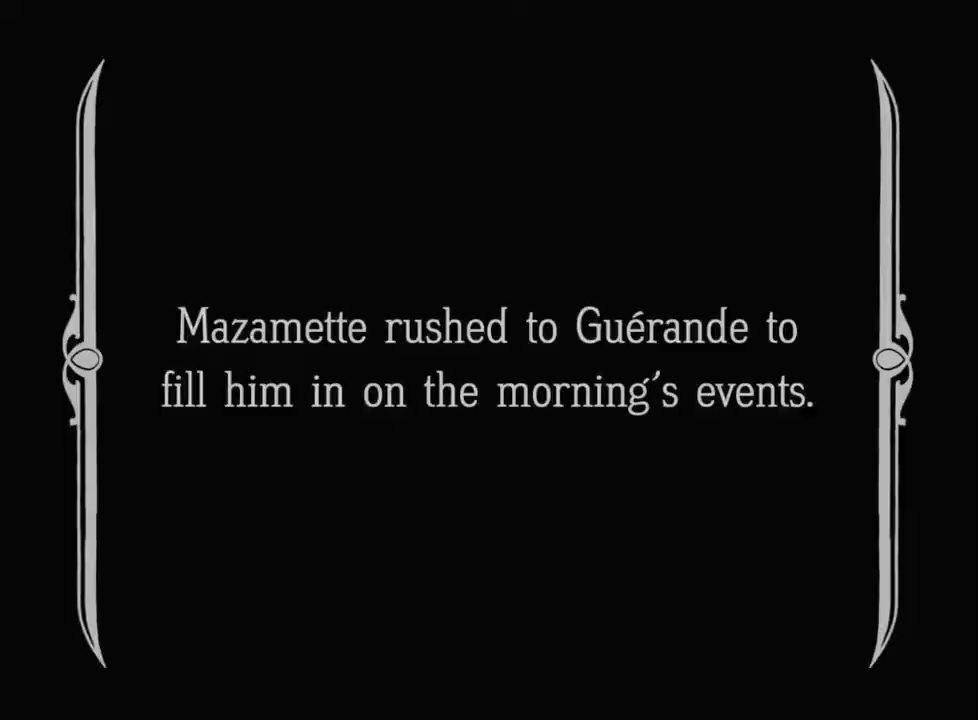 Mazamette rushed to Guérande to
fill him in on the morning's events.